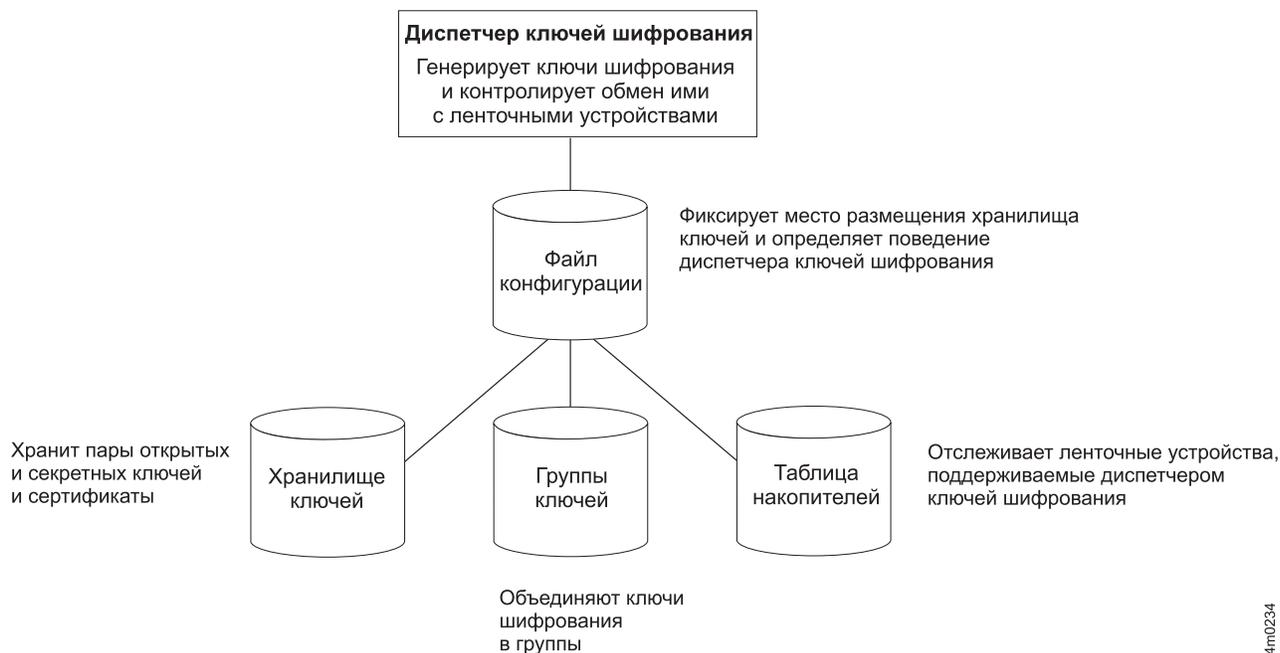 Диспетчер ключей шифрования
Генерирует ключи шифрования
и контролирует обмен ими
с ленточными устройствами
Файл
конфигурации
Фиксирует место размещения хранилища
ключей и определяет поведение
диспетчера ключей шифрования
Хранит пары открытых
и секретных ключей
и сертификаты
Хранилище
ключей
Группы
ключей
Таблица
накопителей
Отслеживает ленточные устройства,
поддерживаемые диспетчером
ключей шифрования
Объединяют ключи
шифрования
в группы
4m0234